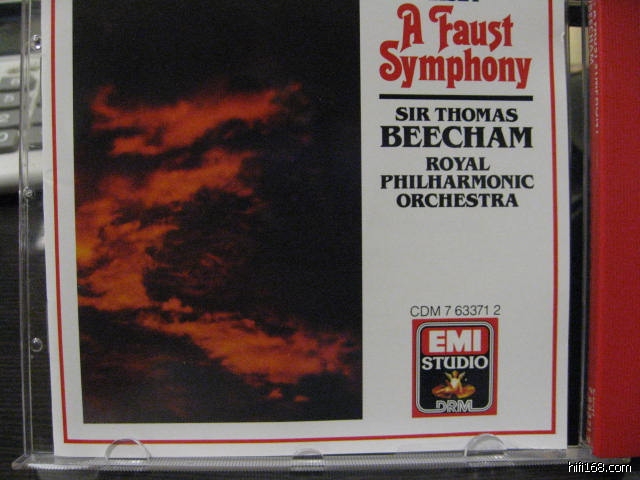 A Faust
Symphony
SIR THOMAS
BEECHAM
ROYAL
PHILHARMONIC
ORCHESTRA
CDM 7 63371 2
EMI
STUDIO
DRM
hifi168.com